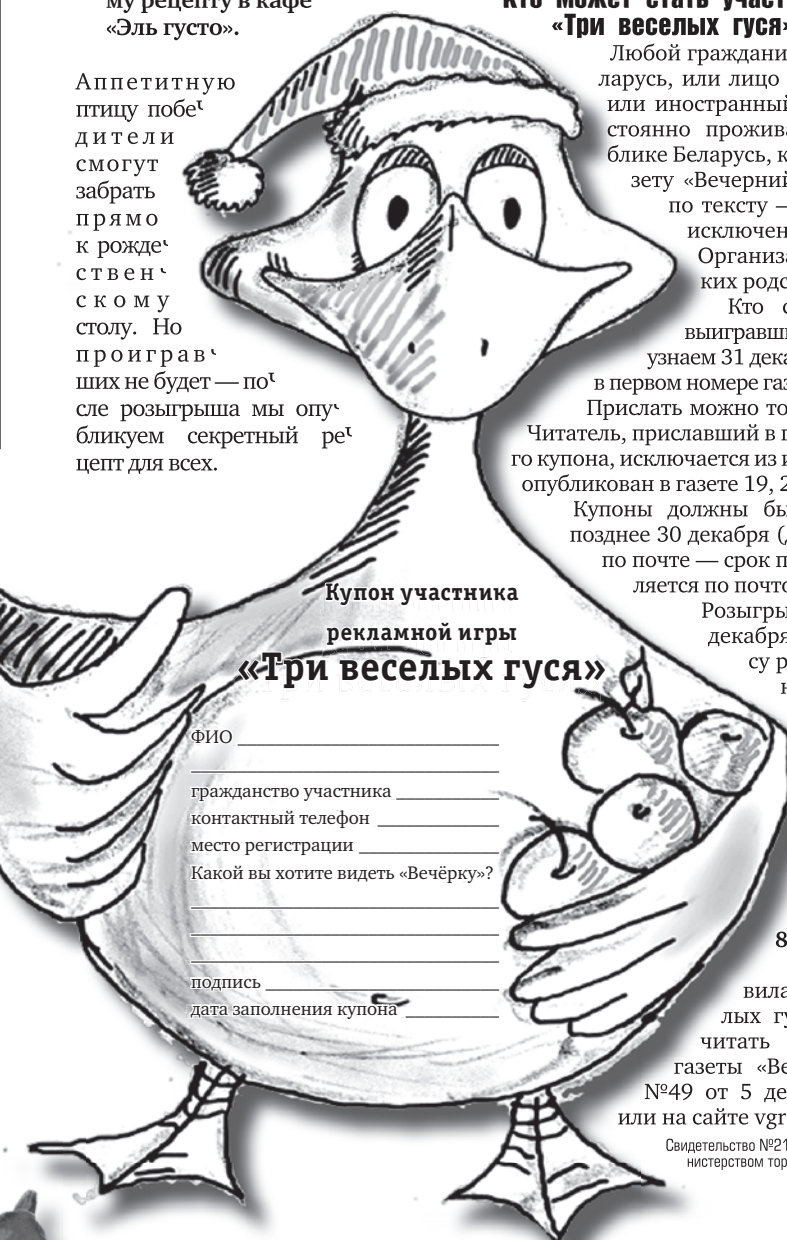 му рецепту в кафе
«Эль густо».
Аппетитную
птицу побе-
дители
смогут
забрать
прямо
к рожде-
ствен-
скому
столу. Но
проиграв-
ших не будет — по-
сле розыгрыша мы опу-
бликуем секретный ре-
цепт для всех.
Кто может стать участ
«Три веселых гуся»
Любой граждани
ларусь, или лицо
или иностранный
стоянно прожива
блике Беларусь, к
зету «Вечерний
по тексту —
исключен
Организа
ких родс
Кто с
выигравш
узнаем 31 дека
в первом номере газ
Прислать можно то
Читатель, приславший в г
го купона, исключается из и
опубликован в газете 19, 2
Купоны должны бы
позднее 30 декабря (
по почте — срок п
ляется по почто
Розыгры
декабря
су р
Купон участника
рекламной игры
«Три веселых гуся»
ФИО
гражданство участника
контактный телефон
место регистрации
Какой вы хотите видеть «Вечёрку»?
подпись
дата заполнения купона
8
вила
лых гу
читать
газеты «Ве
№49 от 5 де
или на сайте vgr
Свидетельство №21
нистерством тор